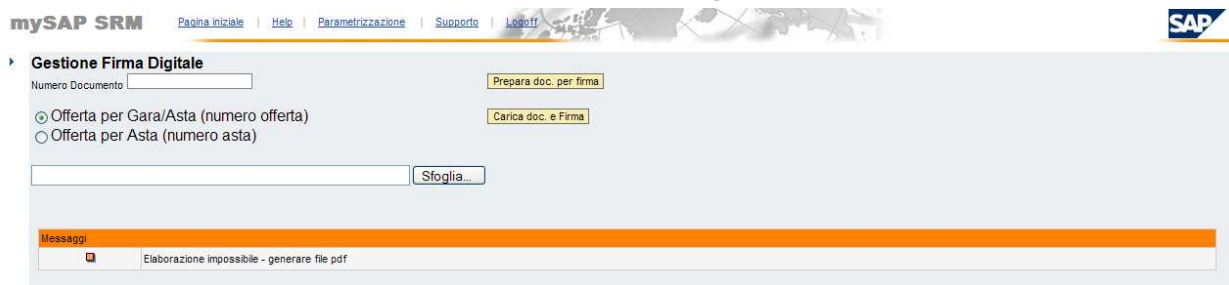 mySAP SRM Pagina iniziale | Help | Parametrizzazione | Supporto | Logoff SAP
Gestione Firma Digitale
Numero Documento Prepara doc. per firma
Offerta per Gara/Asta (numero offerta) Carica doc. e Firma
Offerta per Asta (numero asta)
Sfoglia...
Messaggi
Elaborazione impossibile - generare file pdf